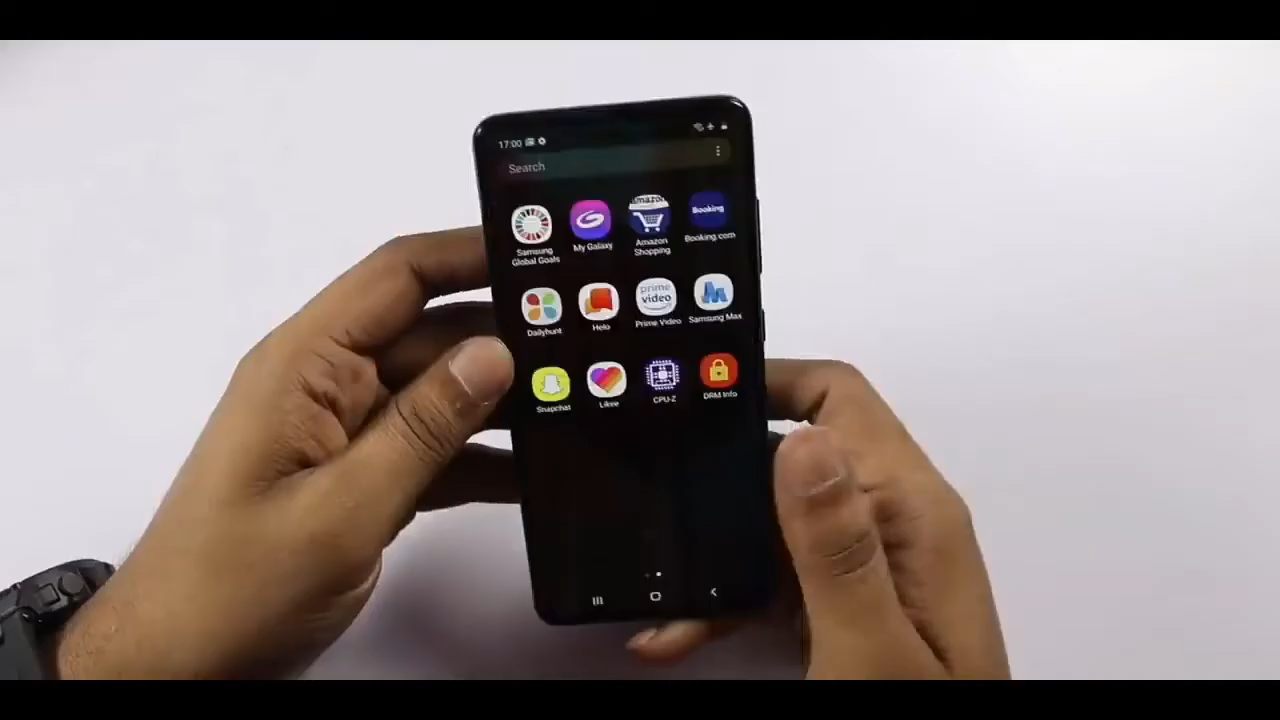 17:00
Search
Samsung
Global Goals
My Galaxy
amazon
Amazon
Shopping
Booking
Booking.com
Dailyhunt
Helo
prime
video
Prime Video
Samsung Max
Snapchat
Likee
CPU-Z
DRM Info